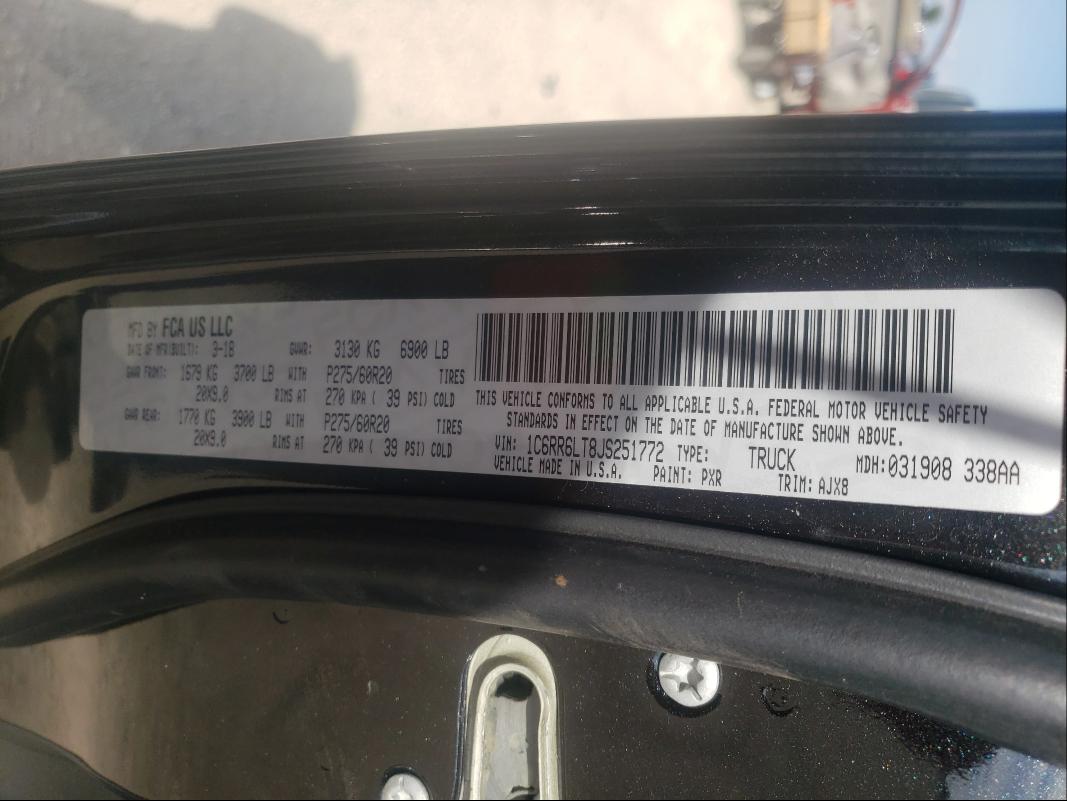 MFD BY FCA US LLC
DATE OF MFR(BUILT): 3-18 GVWR: 3130 KG 6900 LB
GAWR FRONT: 1679 KG 3700 LB WITH P275/60R20 TIRES
20X9.0 RIMS AT 270 KPA ( 39 PSI) COLD
GAWR REAR: 1770 KG 3900 LB WITH P275/60R20 TIRES
20X9.0 RIMS AT 270 KPA ( 39 PSI) COLD
THIS VEHICLE CONFORMS TO ALL APPLICABLE U.S.A. FEDERAL MOTOR VEHICLE SAFETY
STANDARDS IN EFFECT ON THE DATE OF MANUFACTURE SHOWN ABOVE.
VIN: 1C6RR6LT8JS251772 TYPE: TRUCK MDH:031908 338AA
VEHICLE MADE IN U.S.A. PAINT: PXR TRIM: AJX8